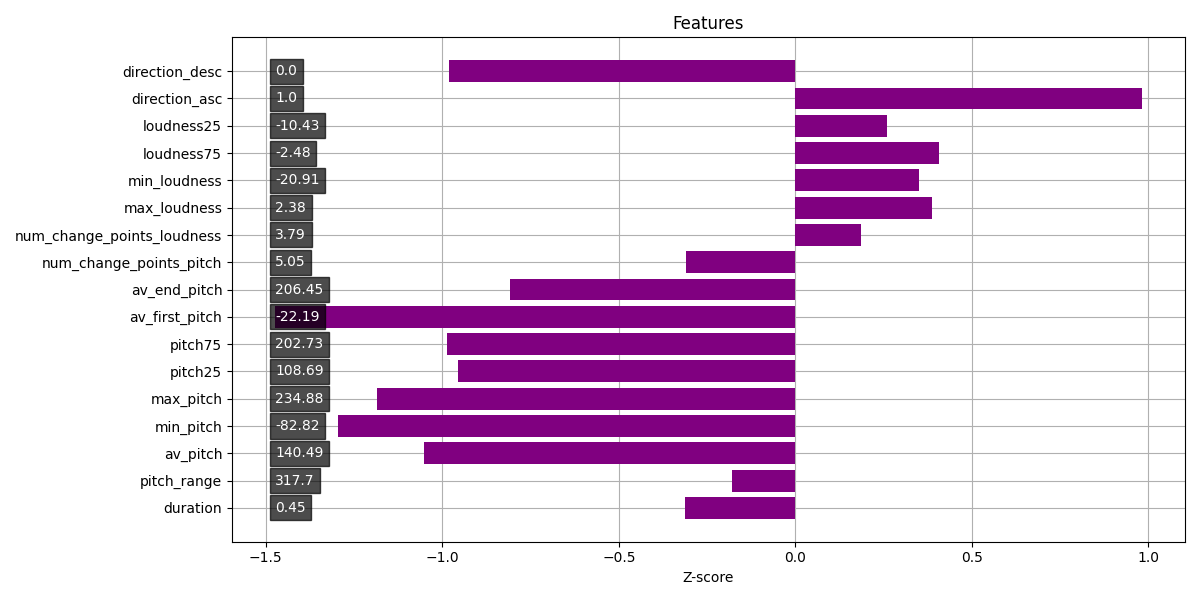 Features
direction_desc 0.0
direction_asc 1.0
loudness25 -10.43
loudness75 -2.48
min_loudness -20.91
max_loudness 2.38
num_change_points_loudness 3.79
num_change_points_pitch 5.05
av_end_pitch 206.45
av_first_pitch -22.19
pitch75 202.73
pitch25 108.69
max_pitch 234.88
min_pitch -82.82
av_pitch 140.49
pitch_range 317.7
duration 0.45
−1.5 −1.0 −0.5 0.0 0.5 1.0
Z-score